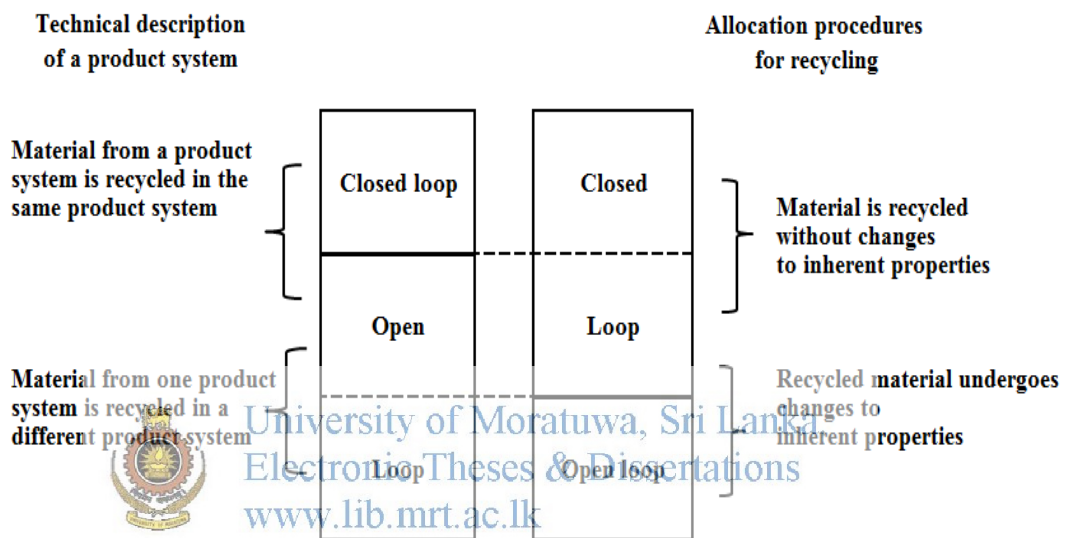 Technical description
of a product system
Allocation procedures
for recycling
Material from a product
system is recycled in the
same product system
Closed loop
Closed
Material is recycled
without changes
to inherent properties
Open
Loop
Material from one product
system is recycled in a
different product system
Recycled material undergoes
changes to
inherent properties
Loop
Open loop
University of Moratuwa, Sri Lanka.
Electronic Theses & Dissertations
www.lib.mrt.ac.lk